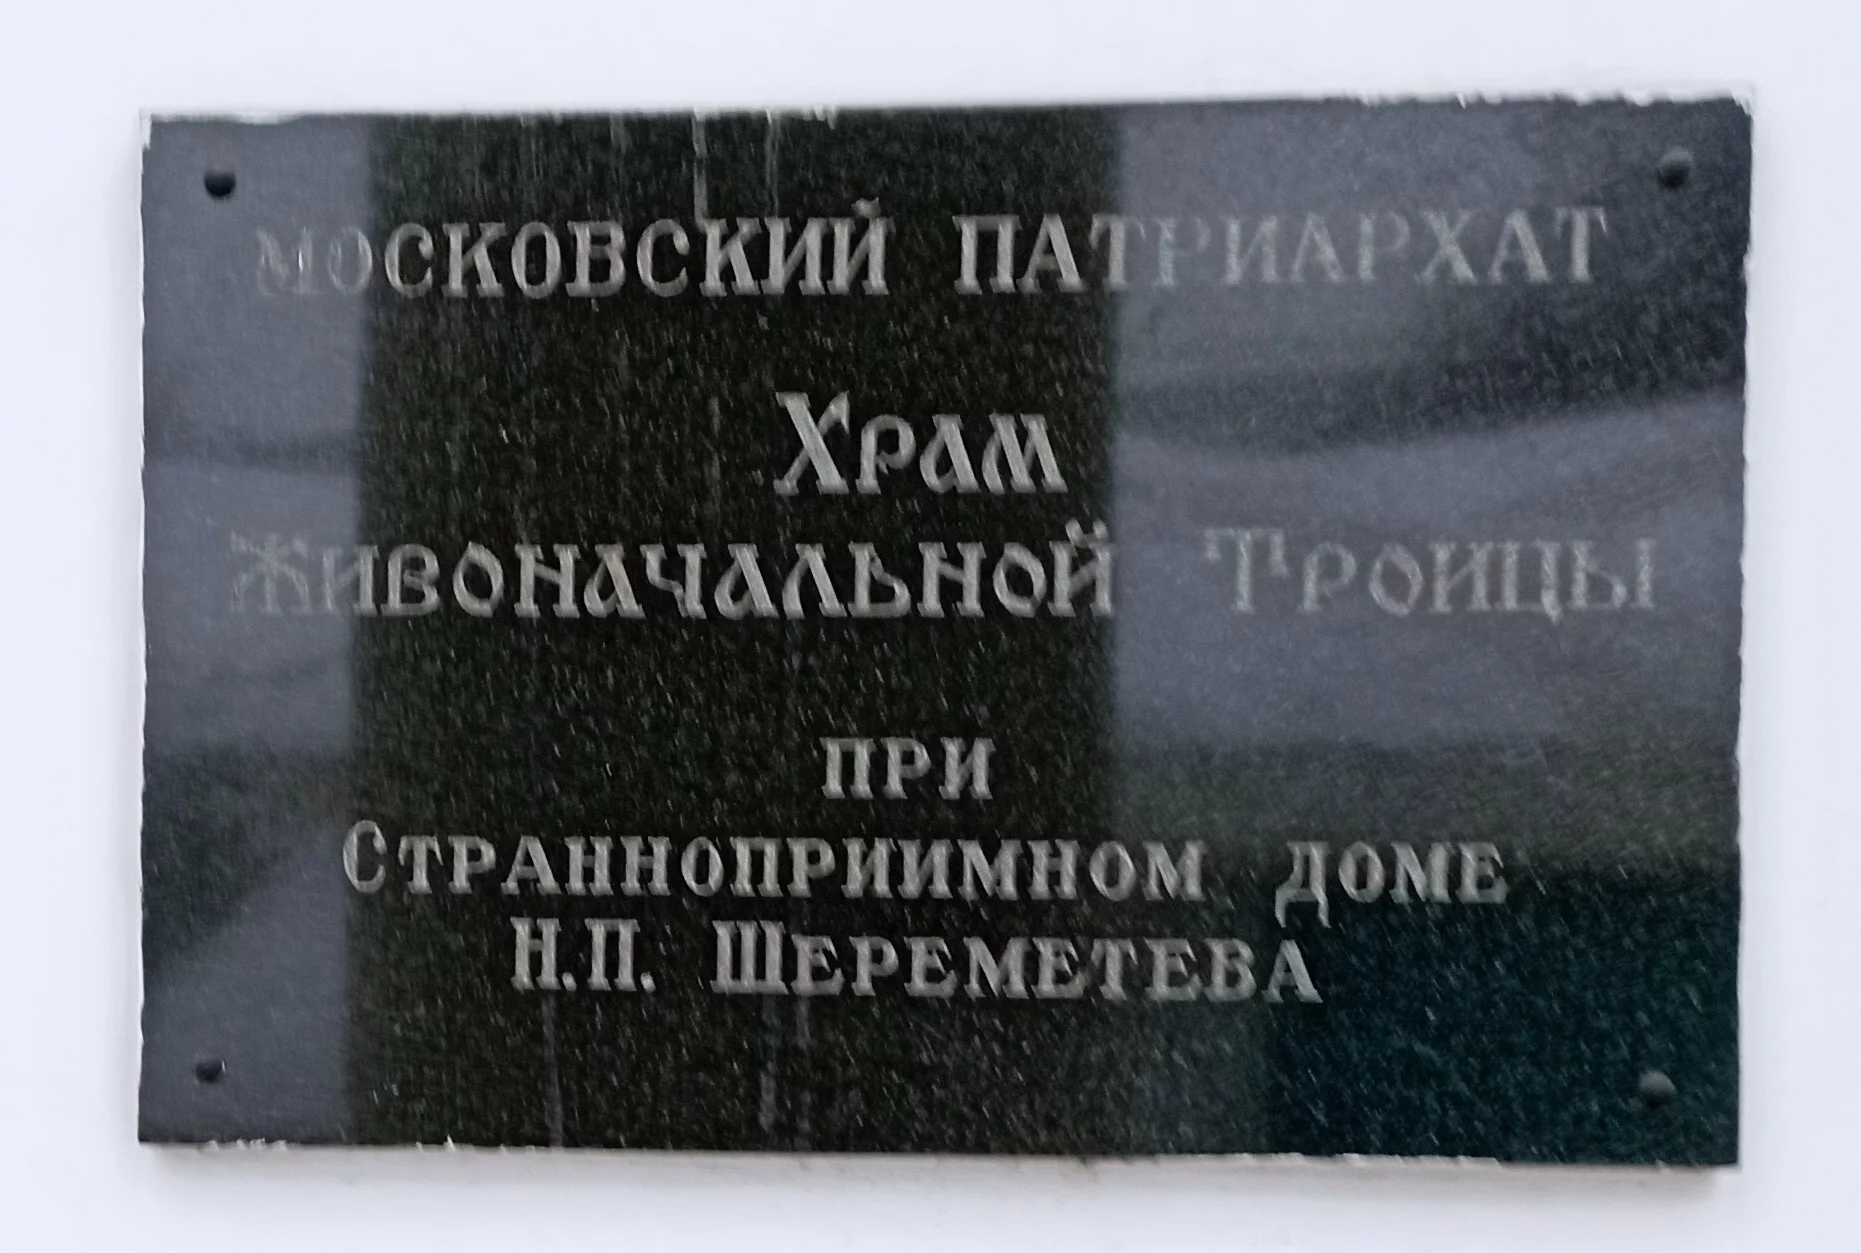 МОСКОВСКИЙ ПАТРИАРХАТ
Храм
Живоначальной Троицы
ПРИ
СТРАННОПРИИМНОМ ДОМЕ
Н.П. ШЕРЕМЕТЕВА